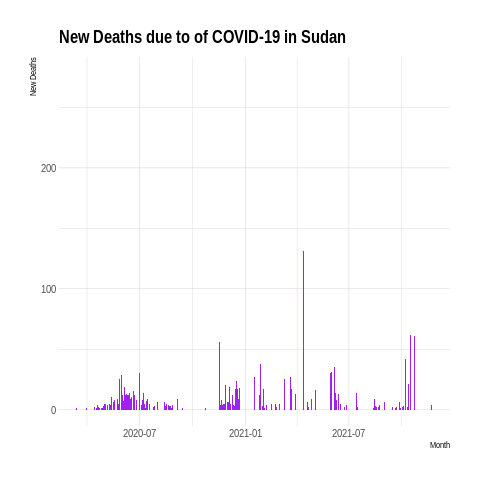 New Deaths due to of COVID-19 in Sudan
New Deaths
200
100
0
2020-07
2021-01
2021-07
Month